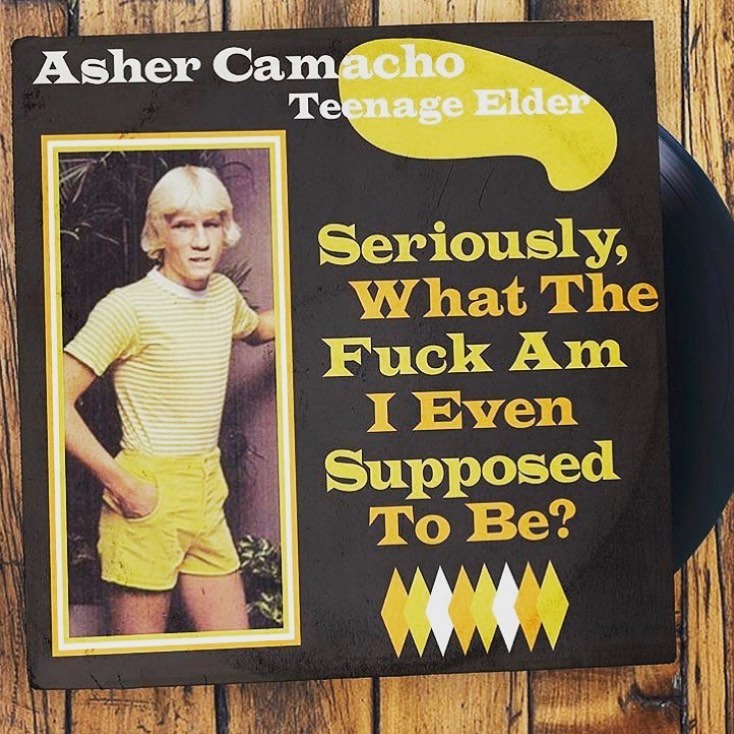 Asher Camacho
Teenage Elder
Seriously,
What The
Fuck Am
I Even
Supposed
To Be?